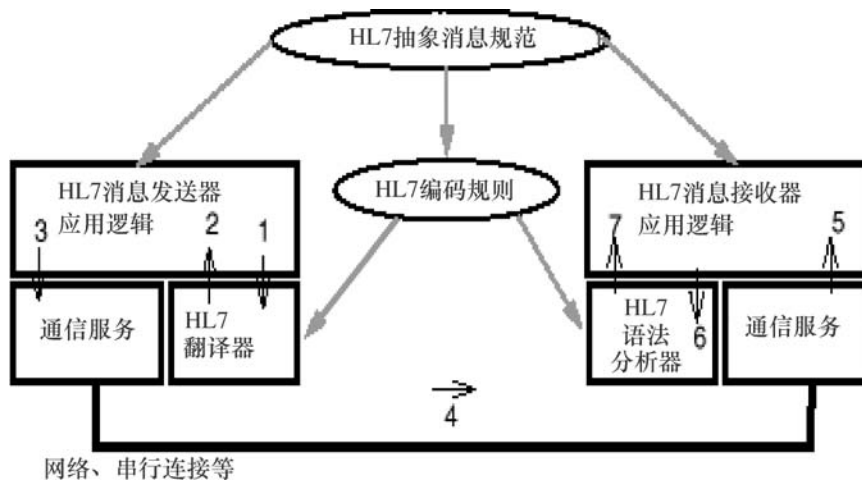 HL7抽象消息规范
HL7消息发送器
应用逻辑
3
2
1
HL7编码规则
HL7消息接收器
应用逻辑
7
5
通信服务
HL7
翻译器
HL7
语法
分析器
6
通信服务
4
网络、串行连接等